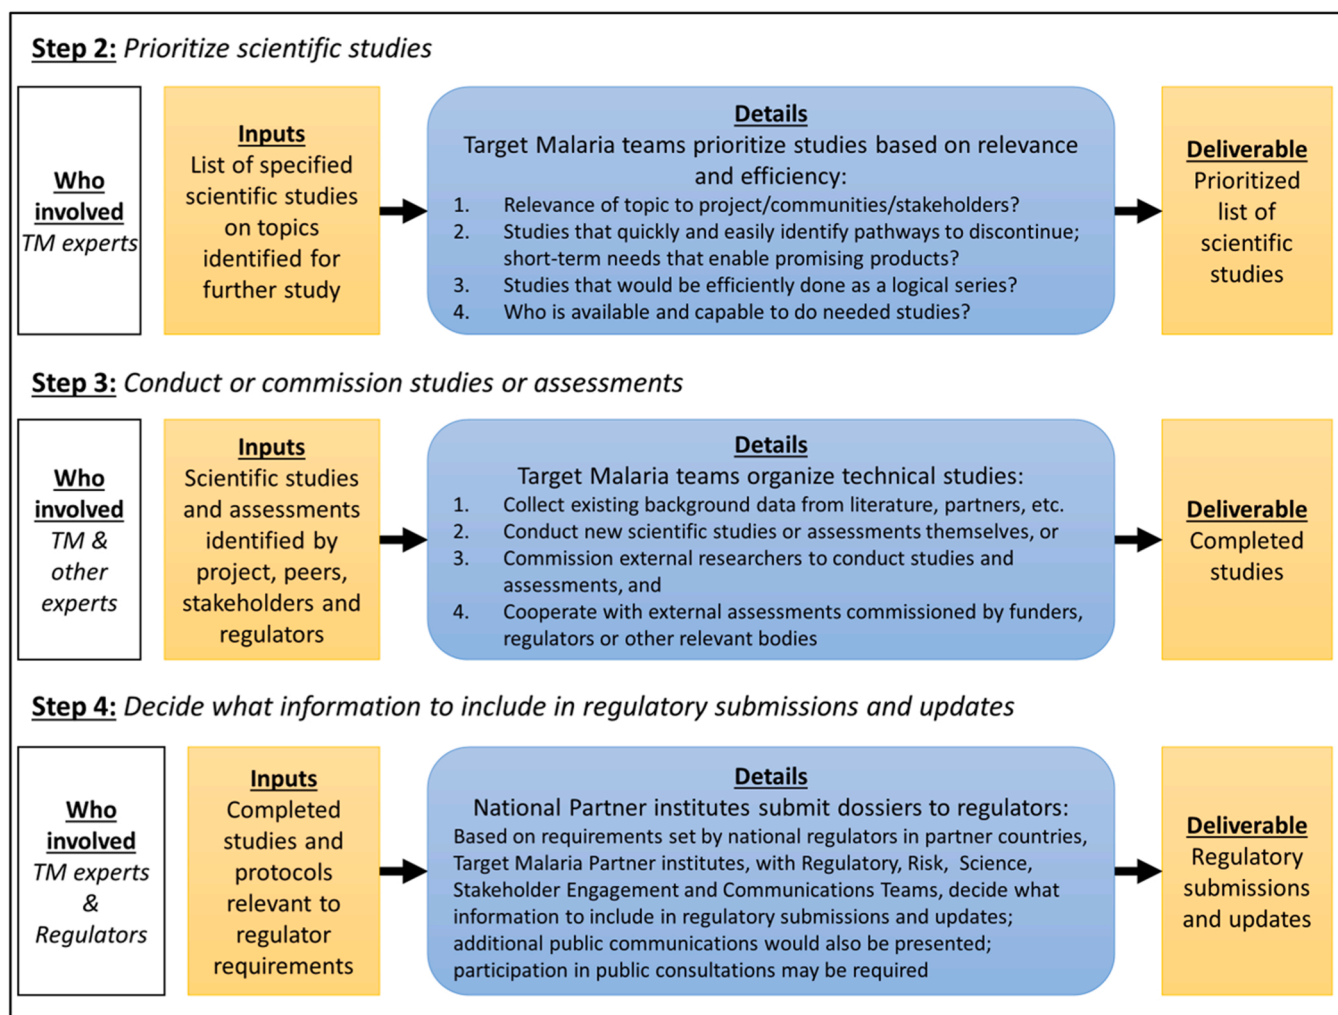 Step 2: Prioritize scientific studies
Who
involved
TM experts
Inputs
List of specified
scientific studies
on topics
identified for
further study
Details
Target Malaria teams prioritize studies based on relevance
and efficiency:
1. Relevance of topic to project/communities/stakeholders?
2. Studies that quickly and easily identify pathways to discontinue;
short-term needs that enable promising products?
3. Studies that would be efficiently done as a logical series?
4. Who is available and capable to do needed studies?
Deliverable
Prioritized
list of
scientific
studies
Step 3: Conduct or commission studies or assessments
Who
involved
TM &
other
experts
Inputs
Scientific studies
and assessments
identified by
project, peers,
stakeholders and
regulators
Details
Target Malaria teams organize technical studies:
1. Collect existing background data from literature, partners, etc.
2. Conduct new scientific studies or assessments themselves, or
3. Commission external researchers to conduct studies and
assessments, and
4. Cooperate with external assessments commissioned by funders,
regulators or other relevant bodies
Deliverable
Completed
studies
Step 4: Decide what information to include in regulatory submissions and updates
Who
involved
TM experts
&
Regulators
Inputs
Completed
studies and
protocols
relevant to
regulator
requirements
Details
National Partner institutes submit dossiers to regulators:
Based on requirements set by national regulators in partner countries,
Target Malaria Partner institutes, with Regulatory, Risk, Science,
Stakeholder Engagement and Communications Teams, decide what
information to include in regulatory submissions and updates;
additional public communications would also be presented;
participation in public consultations may be required
Deliverable
Regulatory
submissions
and updates